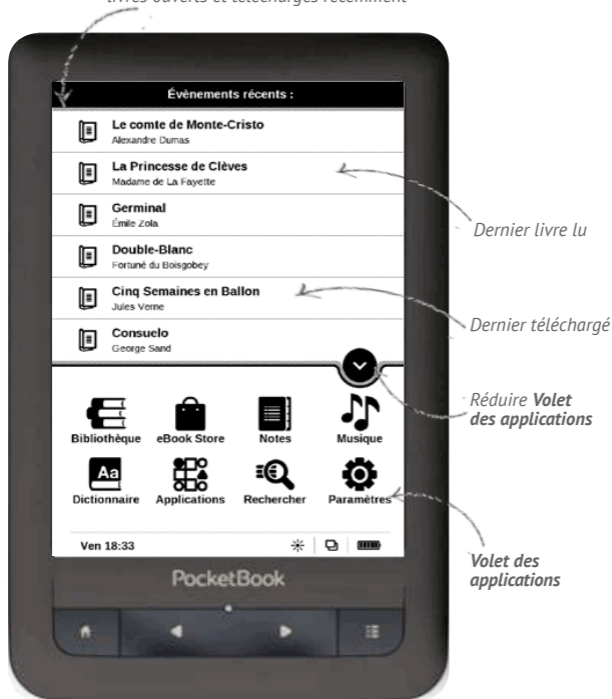 livres ouverts et téléchargés récemment
Évènements récents :
Le comte de Monte-Cristo
Alexandre Dumas
La Princesse de Clèves
Madame de La Fayette
Germinal
Émile Zola
Double-Blanc
Fortuné du Boisgobey
Cinq Semaines en Ballon
Jules Verne
Consuelo
George Sand
Dernier livre lu
Dernier téléchargé
Réduire Volet
des applications
Bibliothèque eBook Store Notes Musique
Aa
Dictionnaire Applications Rechercher Paramètres
Volet des
applications
Ven 18:33
PocketBook